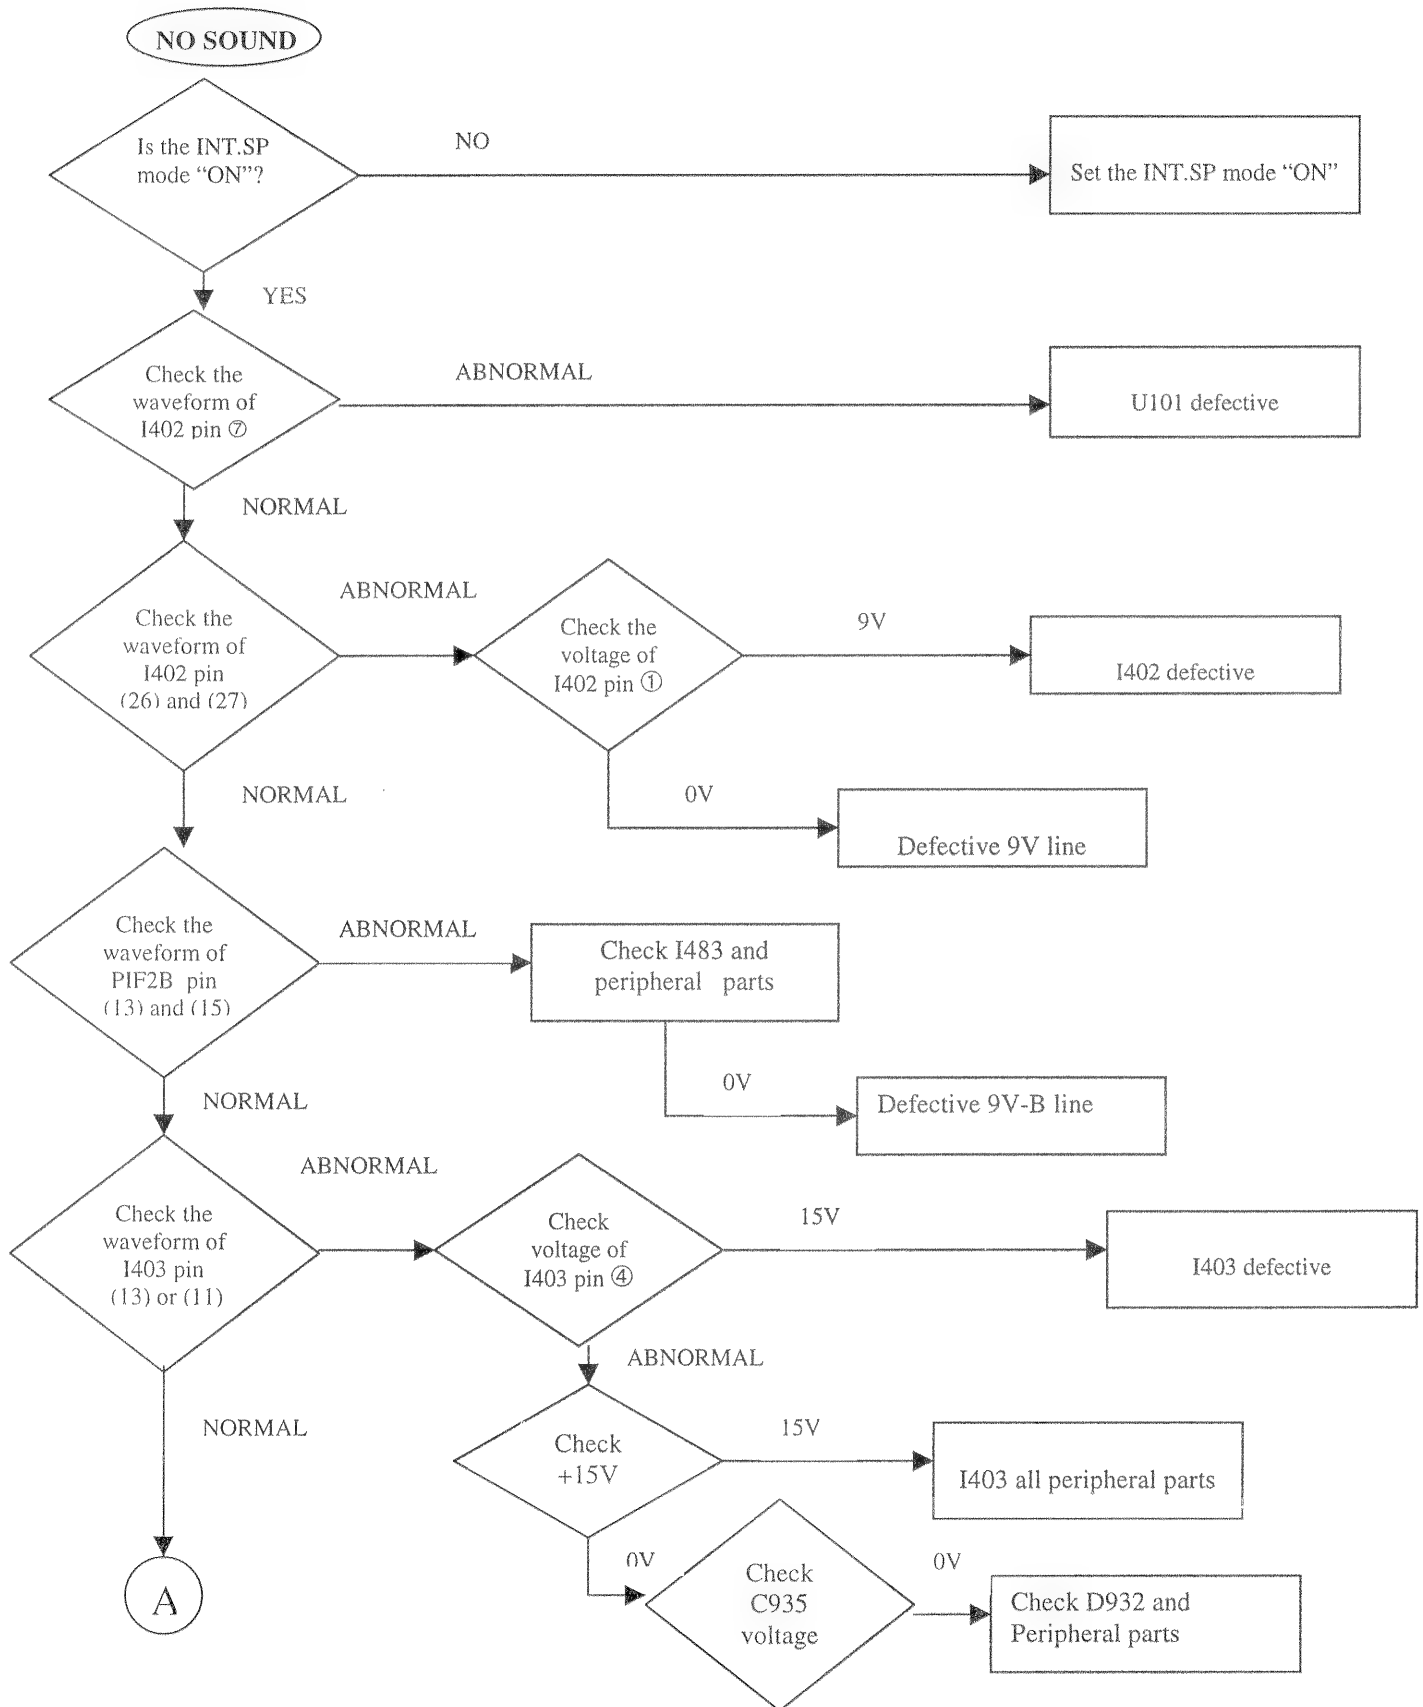 NO SOUND
Is the INT.SP
mode “ON”?
NO
Set the INT.SP mode “ON”
YES
Check the
waveform of
I402 pin ⑦
ABNORMAL
U101 defective
NORMAL
Check the
waveform of
I402 pin
(26) and (27)
ABNORMAL
Check the
voltage of
I402 pin ①
9V
I402 defective
0V
Defective 9V line
NORMAL
Check the
waveform of
PIF2B pin
(13) and (15)
ABNORMAL
Check I483 and
peripheral parts
0V
Defective 9V-B line
NORMAL
Check the
waveform of
I403 pin
(13) or (11)
ABNORMAL
Check
voltage of
I403 pin ④
15V
I403 defective
ABNORMAL
NORMAL
Check
+15V
15V
I403 all peripheral parts
0V
Check
C935
voltage
0V
Check D932 and
Peripheral parts
A